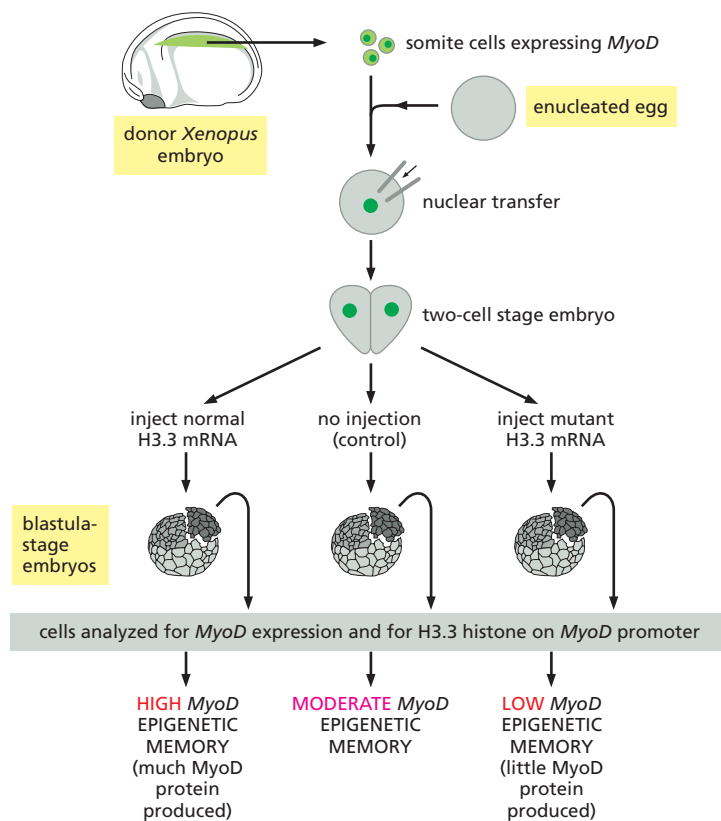 somite cells expressing MyoD
donor Xenopus
embryo
enucleated egg
nuclear transfer
two-cell stage embryo
inject normal
H3.3 mRNA
no injection
(control)
inject mutant
H3.3 mRNA
blastula-
stage
embryos
cells analyzed for MyoD expression and for H3.3 histone on MyoD promoter
HIGH MyoD
EPIGENETIC
MEMORY
(much MyoD
protein
produced)
MODERATE MyoD
EPIGENETIC
MEMORY
LOW MyoD
EPIGENETIC
MEMORY
(little MyoD
protein
produced)